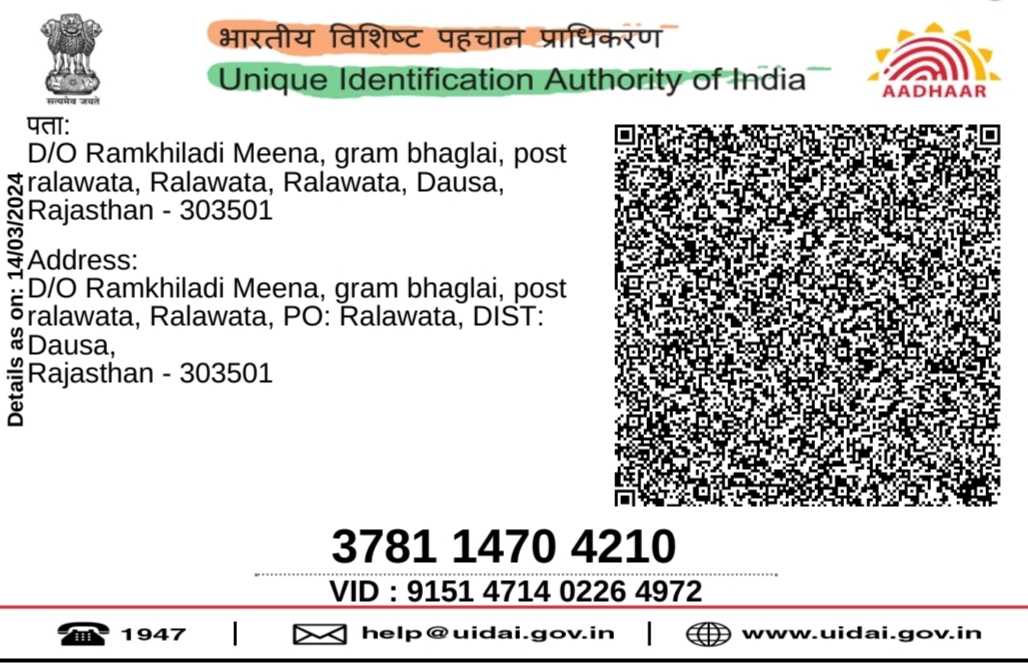 भारतीय विशिष्ट पहचान प्राधिकरण
Unique Identification Authority of India
सत्यमेव जयते
AADHAAR
पता:
D/O Ramkhiladi Meena, gram bhaglai, post
ralawata, Ralawata, Ralawata, Dausa,
Rajasthan - 303501
Address:
D/O Ramkhiladi Meena, gram bhaglai, post
ralawata, Ralawata, PO: Ralawata, DIST:
Dausa,
Rajasthan - 303501
Details as on: 14/03/2024
3781 1470 4210
VID : 9151 4714 0226 4972
1947 | help@uidai.gov.in | www.uidai.gov.in